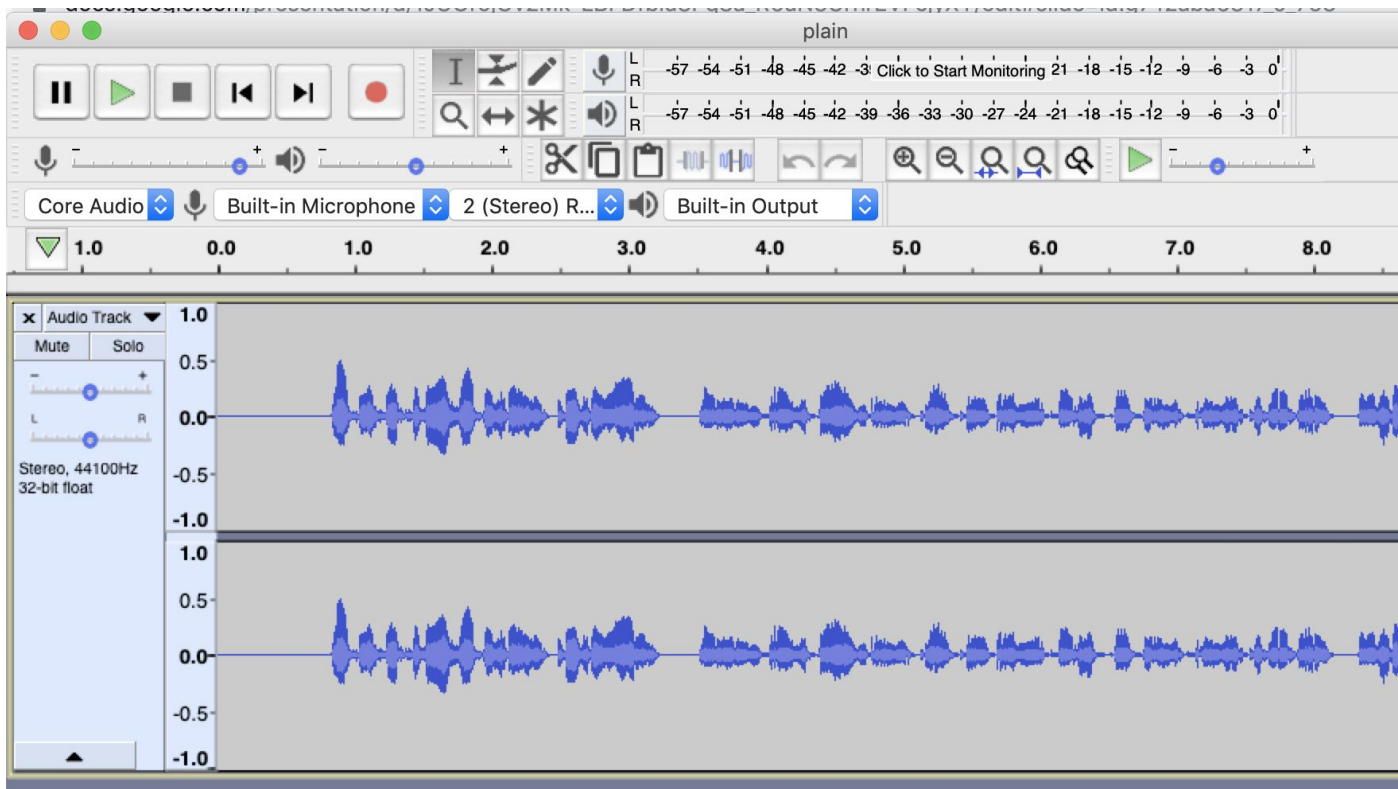 plain
L
R
-57 -54 -51 -48 -45 -42 Click to Start Monitoring 21 -18 -15 -12 -9 -6 -3 0
L
R
-57 -54 -51 -48 -45 -42 -39 -36 -33 -30 -27 -24 -21 -18 -15 -12 -9 -6 -3 0
- + - + - +
Core Audio Built-in Microphone 2 (Stereo) R... Built-in Output
1.0 0.0 1.0 2.0 3.0 4.0 5.0 6.0 7.0 8.0
x Audio Track 1.0
Mute Solo
0.5
- +
0.0
L R
Stereo, 44100Hz
-0.5
32-bit float
-1.0
1.0
0.5
0.0
-0.5
-1.0